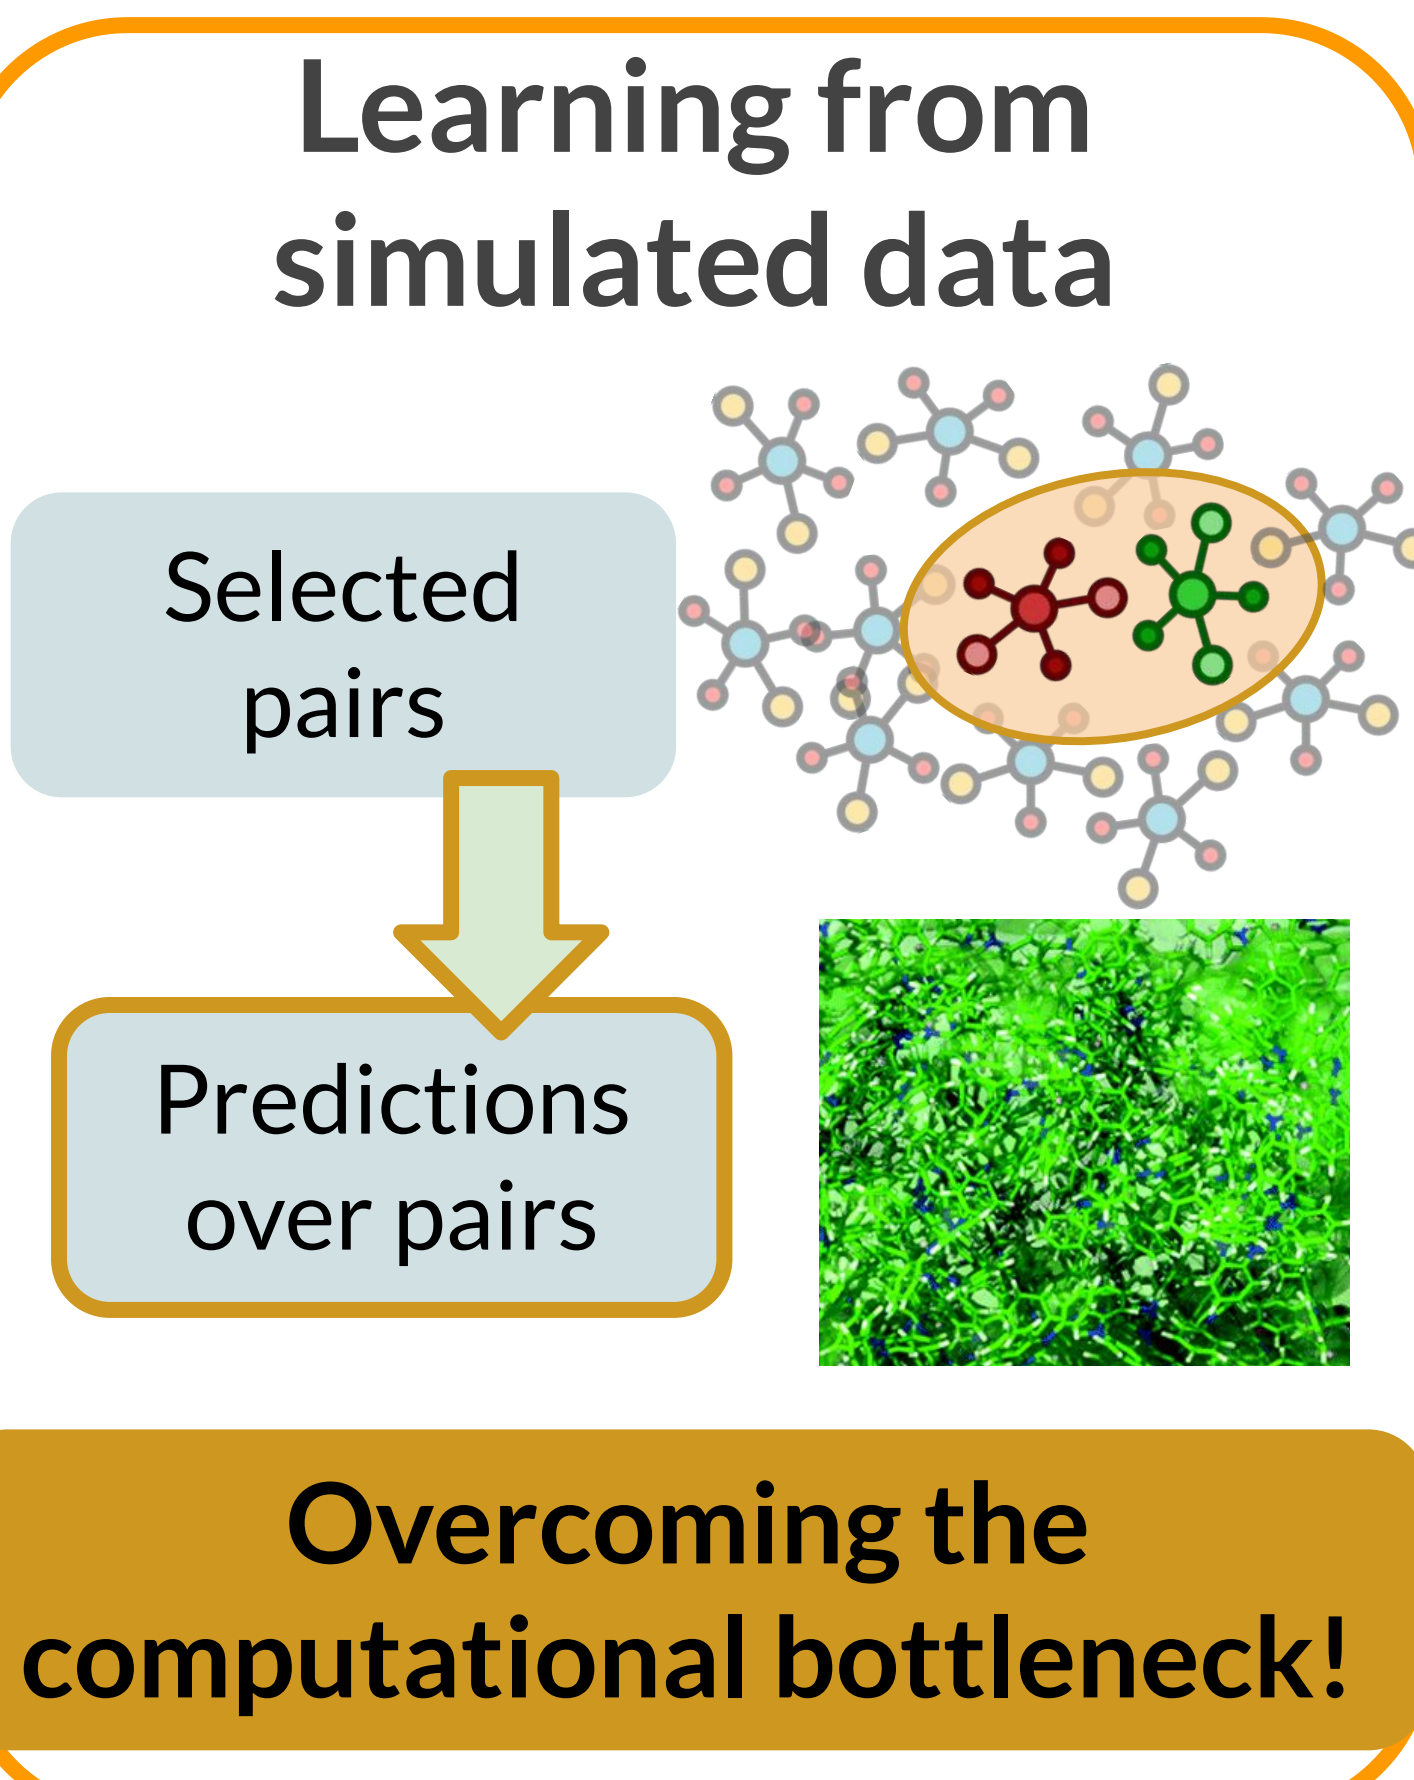 Learning from
simulated data
Selected
pairs
Predictions
over pairs
Overcoming the
computational bottleneck!